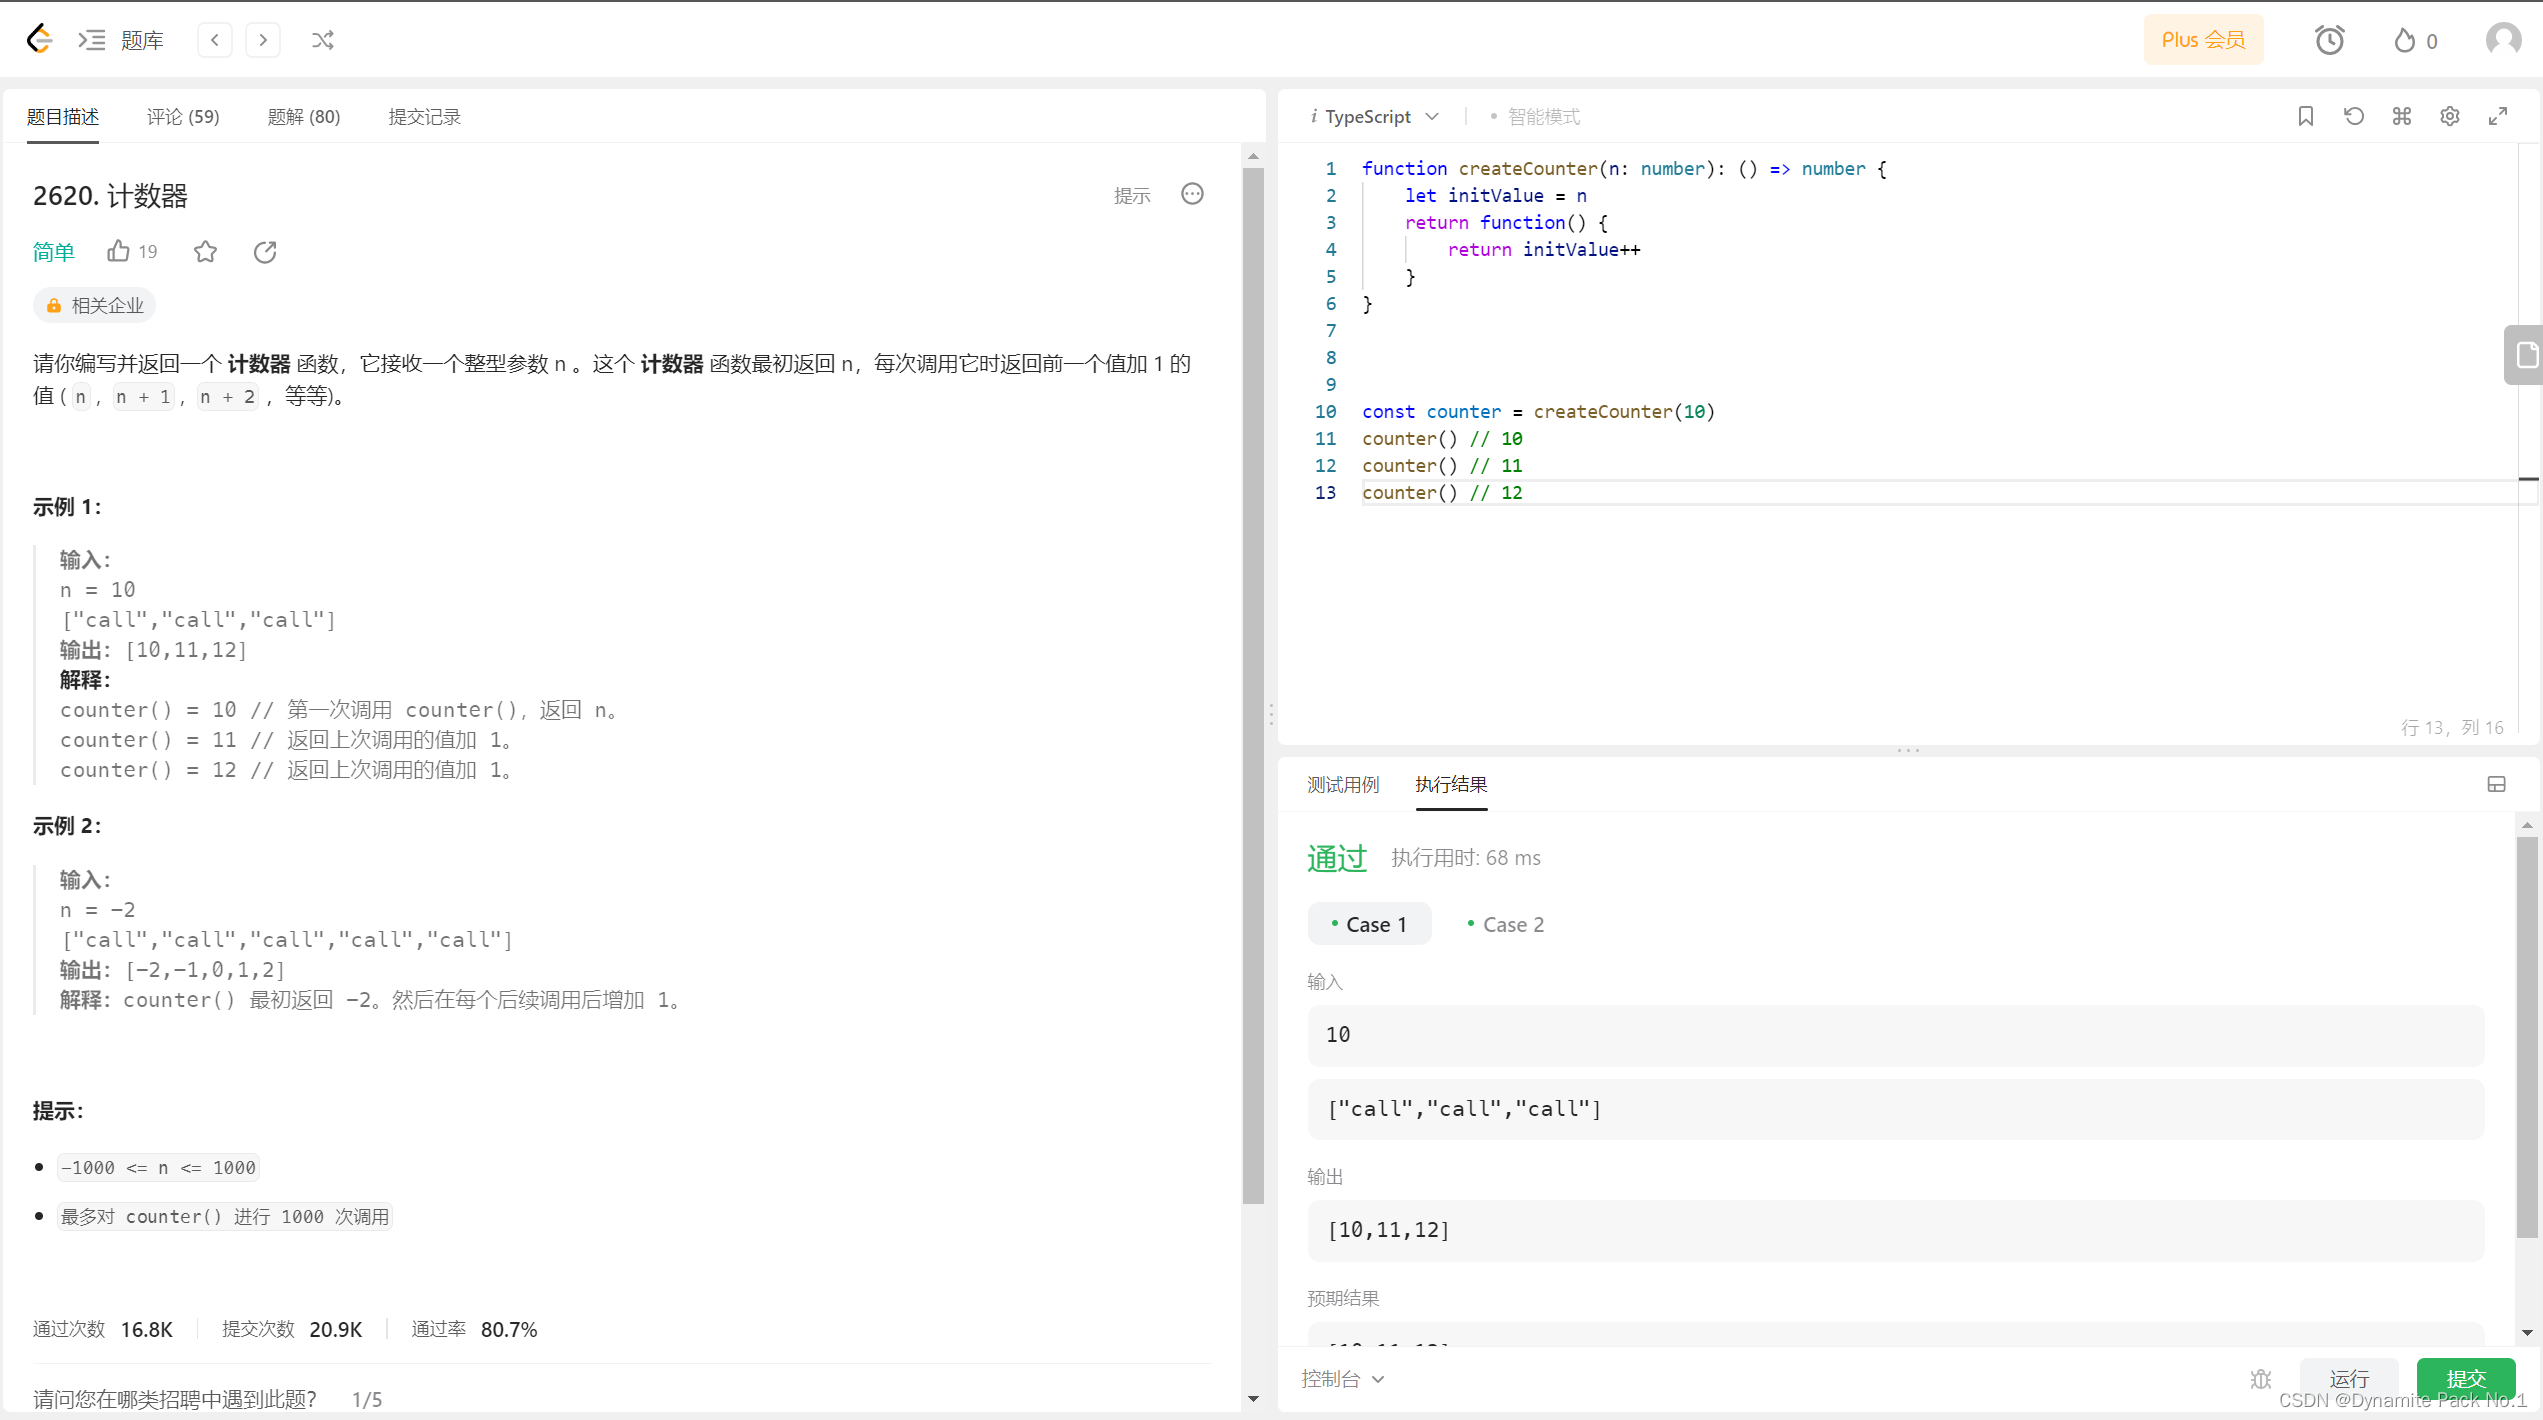 题库
Plus 会员
0
题目描述 评论 (59) 题解 (80) 提交记录
2620. 计数器
提示
简单 19
相关企业
请你编写并返回一个 计数器 函数，它接收一个整型参数 n 。这个 计数器 函数最初返回 n，每次调用它时返回前一个值加 1 的
值 ( n , n + 1 , n + 2 ，等等)。
示例 1：
输入：
n = 10
["call","call","call"]
输出：[10,11,12]
解释：
counter() = 10 // 第一次调用 counter()，返回 n。
counter() = 11 // 返回上次调用的值加 1。
counter() = 12 // 返回上次调用的值加 1。
示例 2：
输入：
n = -2
["call","call","call","call","call"]
输出：[-2,-1,0,1,2]
解释：counter() 最初返回 -2。然后在每个后续调用后增加 1。
提示：
-1000 <= n <= 1000
最多对 counter() 进行 1000 次调用
通过次数 16.8K 提交次数 20.9K 通过率 80.7%
请问您在哪类招聘中遇到此题？ 1/5
i TypeScript 智能模式
1 function createCounter(n: number): () => number {
2 let initValue = n
3 return function() {
4 return initValue++
5 }
6 }
7
8
9
10 const counter = createCounter(10)
11 counter() // 10
12 counter() // 11
13 counter() // 12
行 13，列 16
测试用例 执行结果
通过 执行用时: 68 ms
Case 1 Case 2
输入
10
["call","call","call"]
输出
[10,11,12]
预期结果
[10,11,12]
控制台
运行 提交
CSDN @Dynamite Pack No.1